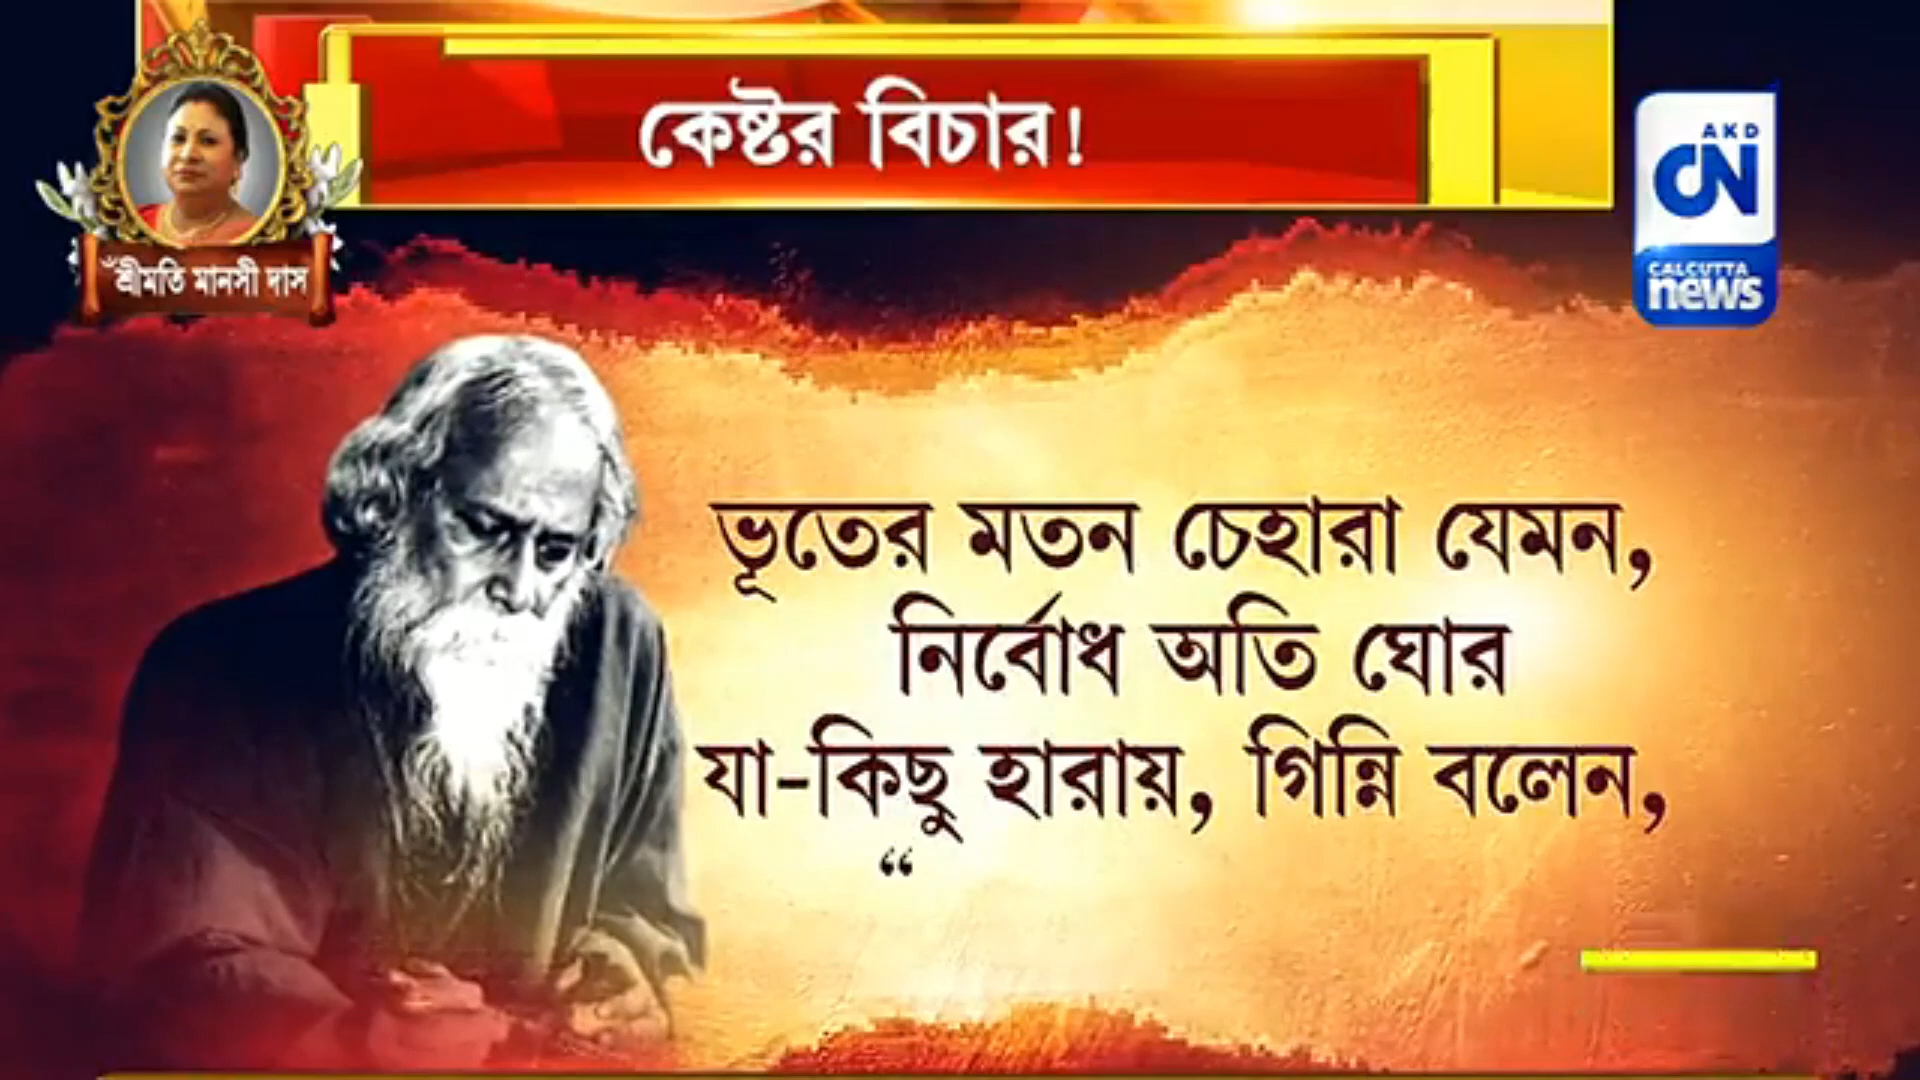 কেষ্টর বিচার!
AKD
CN
CALCUTTA
news
ঁশ্রীমতি মানসী দাস
ভূতের মতন চেহারা যেমন,
নির্বোধ অতি ঘোর
যা-কিছু হারায়, গিন্নি বলেন,
“